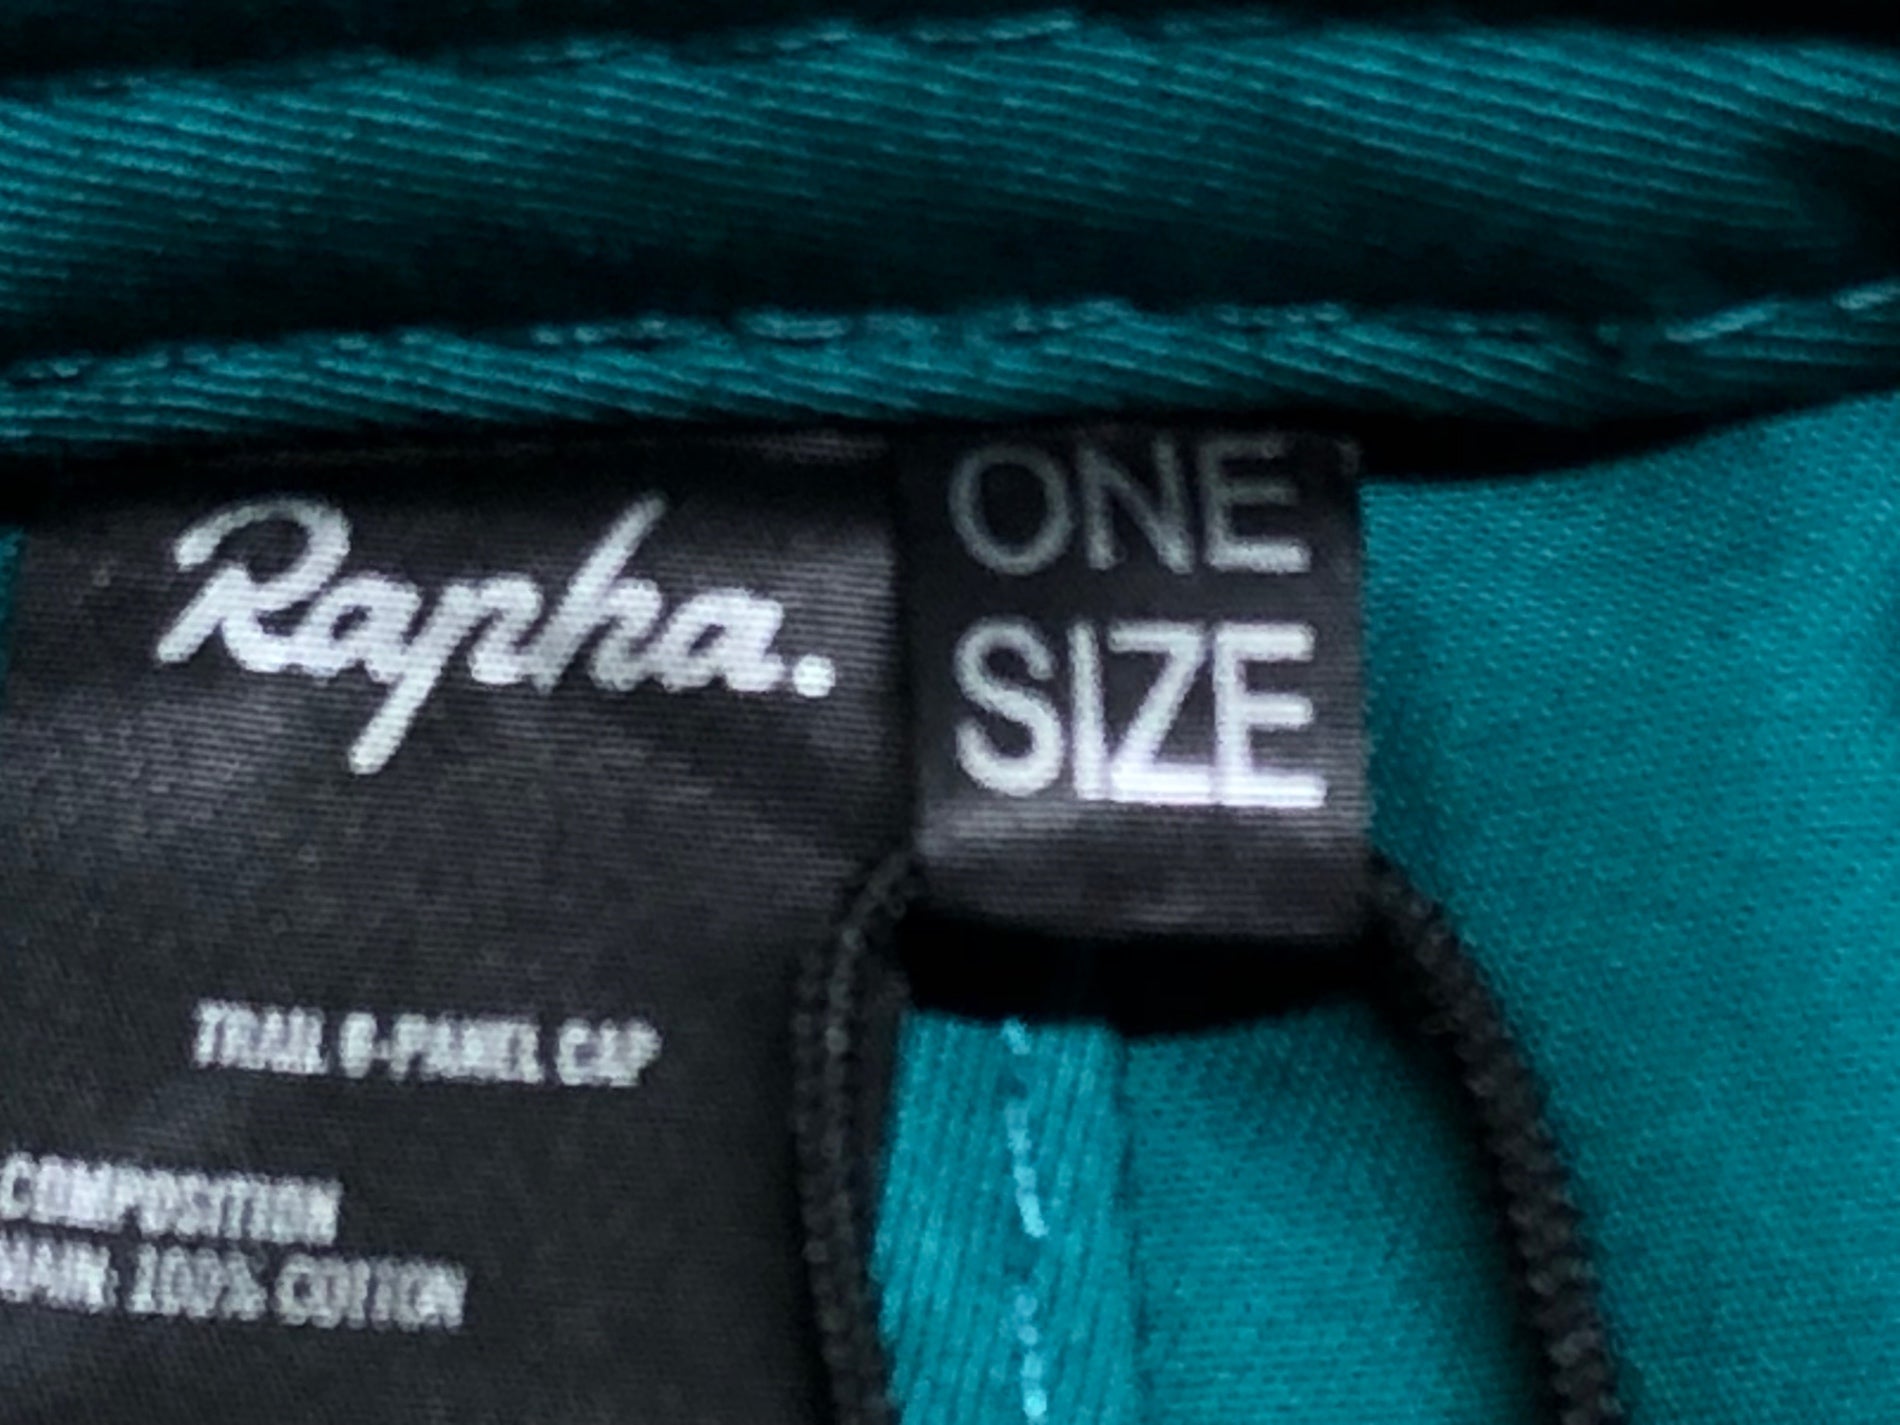 Rapha.
ONE
SIZE
TRAIL 6-PANEL CAP
COMPOSITION
MAIN: 100% COTTON